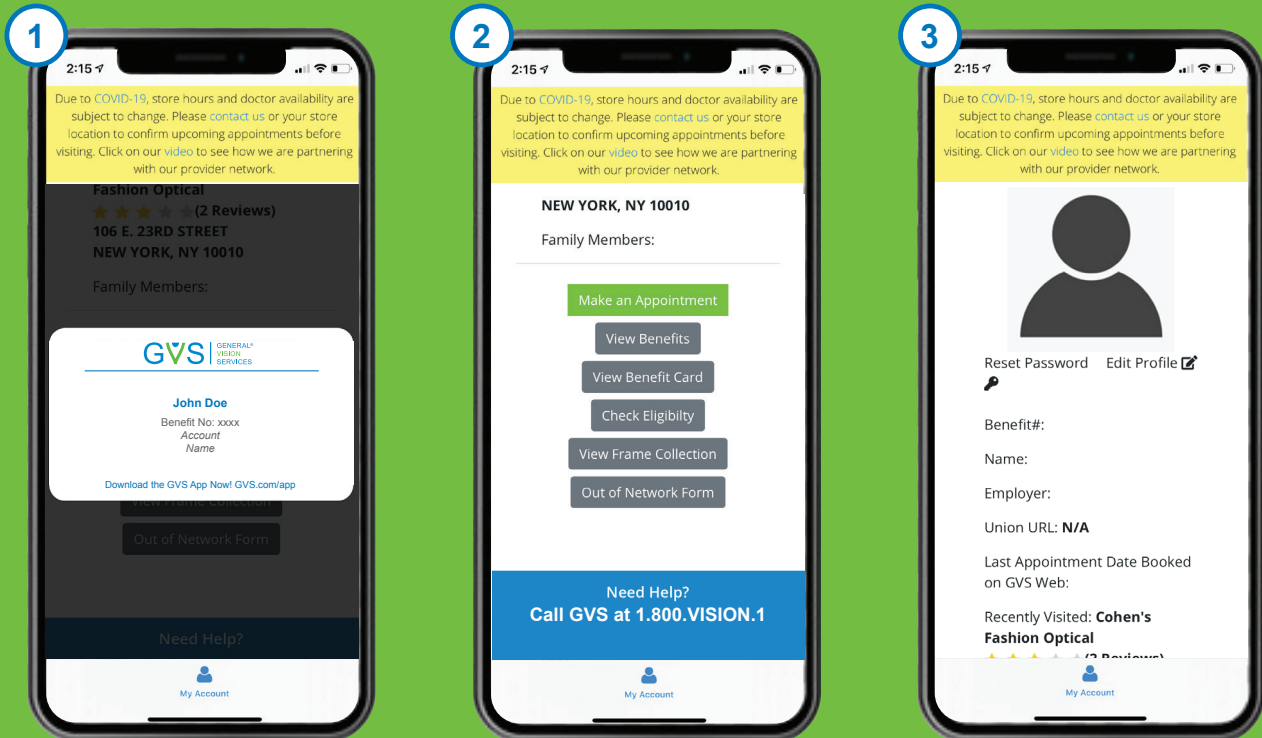 1
2:15
Due to COVID-19, store hours and doctor availability are
subject to change. Please contact us or your store
location to confirm upcoming appointments before
visiting. Click on our video to see how we are partnering
with our provider network.
Fashion Optical
(2 Reviews)
106 E. 23RD STREET
NEW YORK, NY 10010
Family Members:
GVS GENERAL®
VISION
SERVICES
John Doe
Benefit No: xxxx
Account
Name
Download the GVS App Now! GVS.com/app
View Frame Collection
Out of Network Form
Need Help?
My Account
2
2:15
Due to COVID-19, store hours and doctor availability are
subject to change. Please contact us or your store
location to confirm upcoming appointments before
visiting. Click on our video to see how we are partnering
with our provider network.
NEW YORK, NY 10010
Family Members:
Make an Appointment
View Benefits
View Benefit Card
Check Eligibilty
View Frame Collection
Out of Network Form
Need Help?
Call GVS at 1.800.VISION.1
My Account
3
2:15
Due to COVID-19, store hours and doctor availability are
subject to change. Please contact us or your store
location to confirm upcoming appointments before
visiting. Click on our video to see how we are partnering
with our provider network.
Reset Password Edit Profile
Benefit#:
Name:
Employer:
Union URL: N/A
Last Appointment Date Booked
on GVS Web:
Recently Visited: Cohen's
Fashion Optical
(2 Reviews)
My Account